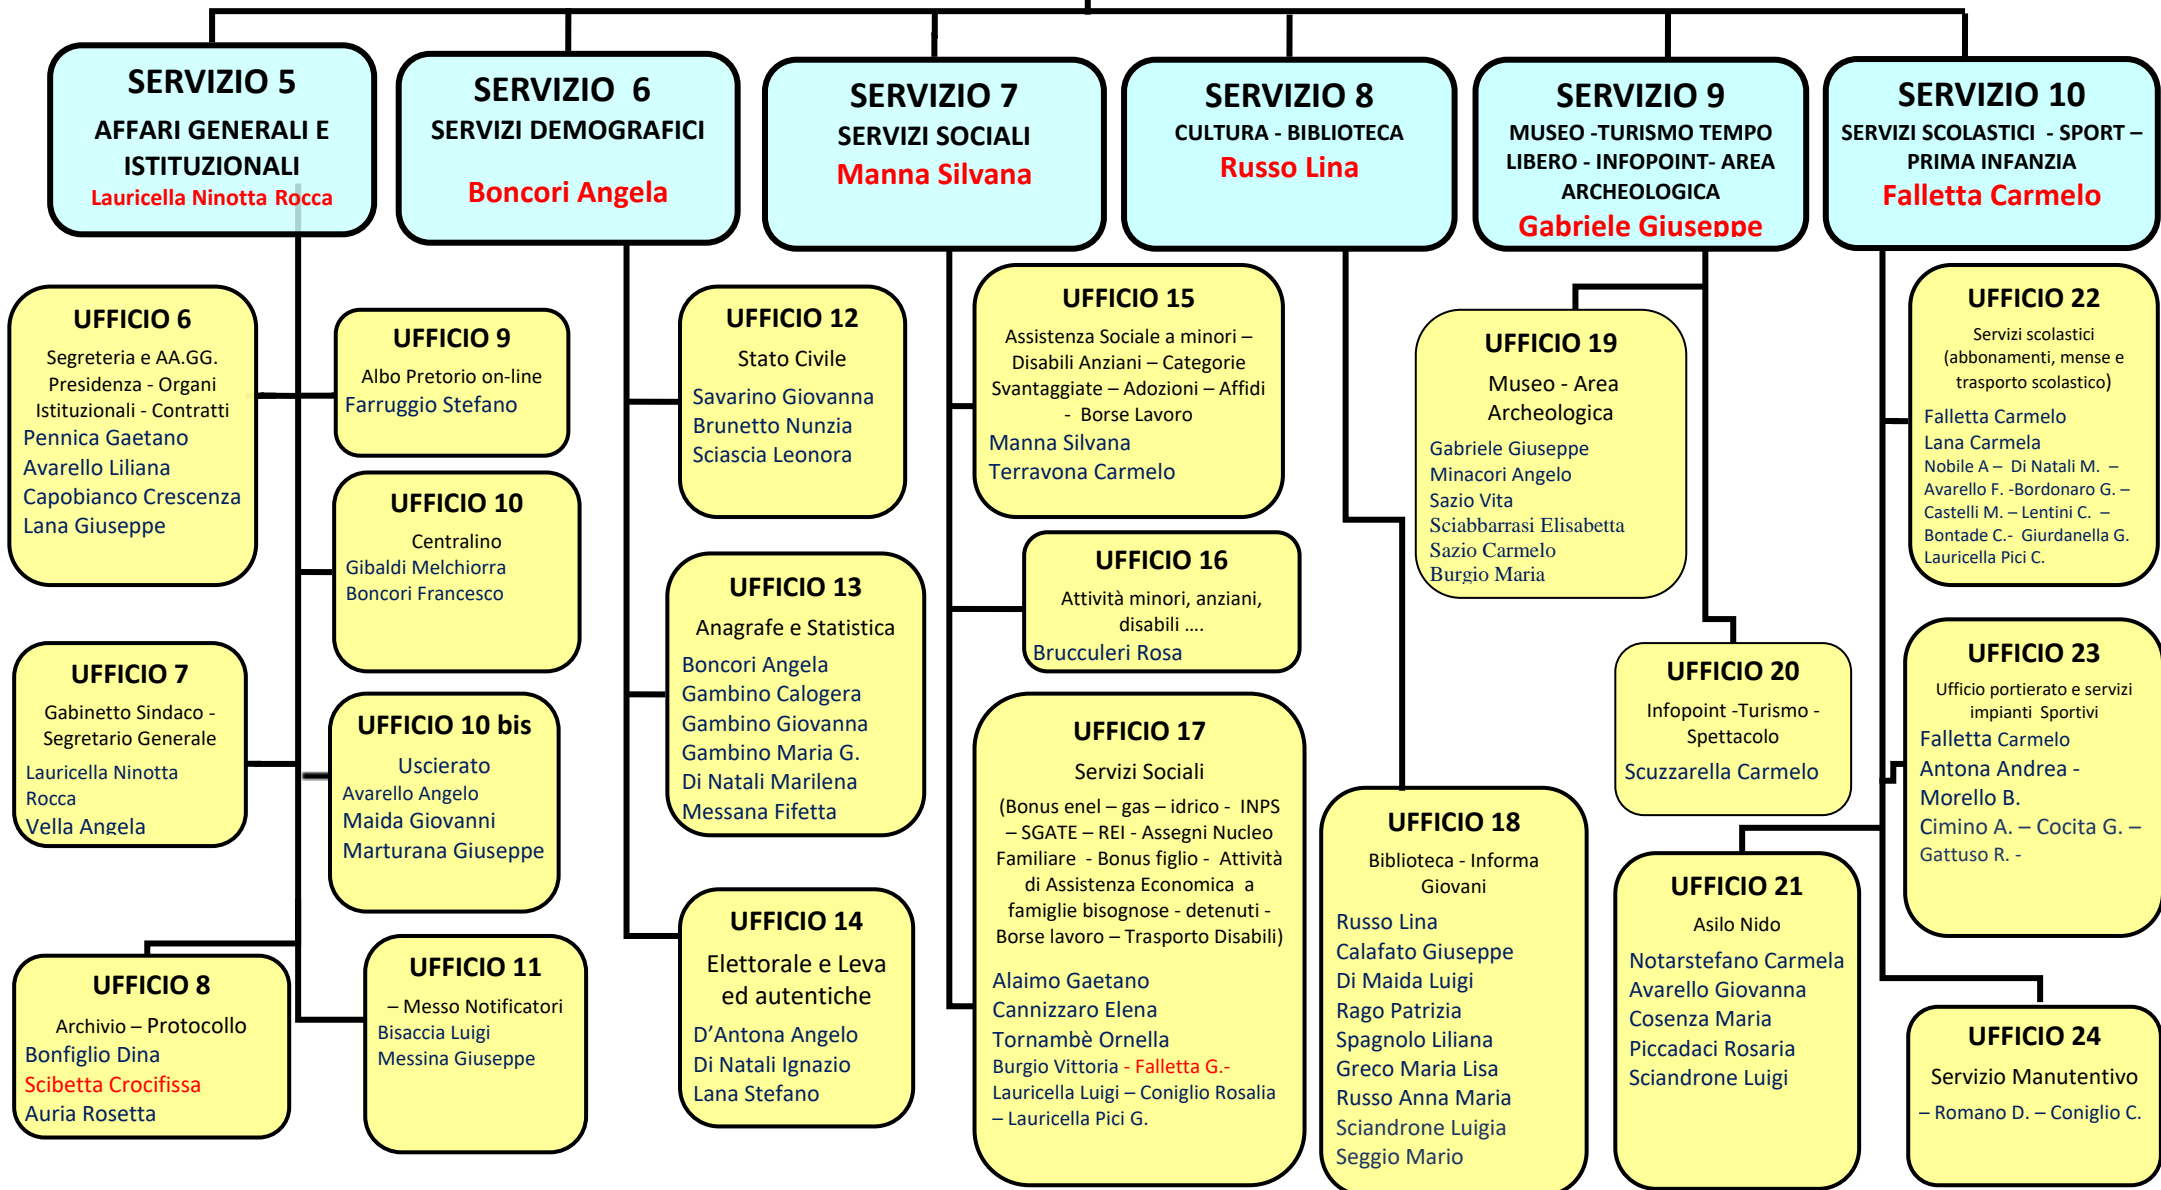 SERVIZIO 5
AFFARI GENERALI E
ISTITUZIONALI
Lauricella Ninotta Rocca
SERVIZIO 6
SERVIZI DEMOGRAFICI
Boncori Angela
SERVIZIO 7
SERVIZI SOCIALI
Manna Silvana
SERVIZIO 8
CULTURA - BIBLIOTECA
Russo Lina
SERVIZIO 9
MUSEO -TURISMO TEMPO
LIBERO - INFOPOINT- AREA
ARCHEOLOGICA
Gabriele Giuseppe
SERVIZIO 10
SERVIZI SCOLASTICI - SPORT –
PRIMA INFANZIA
Falletta Carmelo
UFFICIO 6
Segreteria e AA.GG.
Presidenza - Organi
Istituzionali - Contratti
Pennica Gaetano
Avarello Liliana
Capobianco Crescenza
Lana Giuseppe
UFFICIO 7
Gabinetto Sindaco -
Segretario Generale
Lauricella Ninotta
Rocca
Vella Angela
UFFICIO 8
Archivio – Protocollo
Bonfiglio Dina
Scibetta Crocifissa
Auria Rosetta
UFFICIO 9
Albo Pretorio on-line
Farruggio Stefano
UFFICIO 10
Centralino
Gibaldi Melchiorra
Boncori Francesco
UFFICIO 10 bis
Uscierato
Avarello Angelo
Maida Giovanni
Marturana Giuseppe
UFFICIO 11
– Messo Notificatori
Bisaccia Luigi
Messina Giuseppe
UFFICIO 12
Stato Civile
Savarino Giovanna
Brunetto Nunzia
Sciascia Leonora
UFFICIO 13
Anagrafe e Statistica
Boncori Angela
Gambino Calogera
Gambino Giovanna
Gambino Maria G.
Di Natali Marilena
Messana Fifetta
UFFICIO 14
Elettorale e Leva
ed autentiche
D’Antona Angelo
Di Natali Ignazio
Lana Stefano
UFFICIO 15
Assistenza Sociale a minori –
Disabili Anziani – Categorie
Svantaggiate – Adozioni – Affidi
- Borse Lavoro
Manna Silvana
Terravona Carmelo
UFFICIO 16
Attività minori, anziani,
disabili ....
Brucculeri Rosa
UFFICIO 17
Servizi Sociali
(Bonus enel – gas – idrico - INPS
– SGATE – REI - Assegni Nucleo
Familiare - Bonus figlio - Attività
di Assistenza Economica a
famiglie bisognose - detenuti -
Borse lavoro – Trasporto Disabili)
Alaimo Gaetano
Cannizzaro Elena
Tornambè Ornella
Burgio Vittoria - Falletta G.-
Lauricella Luigi – Coniglio Rosalia
– Lauricella Pici G.
UFFICIO 18
Biblioteca - Informa
Giovani
Russo Lina
Calafato Giuseppe
Di Maida Luigi
Rago Patrizia
Spagnolo Liliana
Greco Maria Lisa
Russo Anna Maria
Sciandrone Luigia
Seggio Mario
UFFICIO 19
Museo - Area
Archeologica
Gabriele Giuseppe
Minacori Angelo
Sazio Vita
Sciabbarrasi Elisabetta
Sazio Carmelo
Burgio Maria
UFFICIO 20
Infopoint -Turismo -
Spettacolo
Scuzzarella Carmelo
UFFICIO 21
Asilo Nido
Notarstefano Carmela
Avarello Giovanna
Cosenza Maria
Piccadaci Rosaria
Sciandrone Luigi
UFFICIO 22
Servizi scolastici
(abbonamenti, mense e
trasporto scolastico)
Falletta Carmelo
Lana Carmela
Nobile A – Di Natali M. –
Avarello F. -Bordonaro G. –
Castelli M. – Lentini C. –
Bontade C.- Giurdanella G.
Lauricella Pici C.
UFFICIO 23
Ufficio portierato e servizi
impianti Sportivi
Falletta Carmelo
Antona Andrea -
Morello B.
Cimino A. – Cocita G. –
Gattuso R. -
UFFICIO 24
Servizio Manutentivo
– Romano D. – Coniglio C.